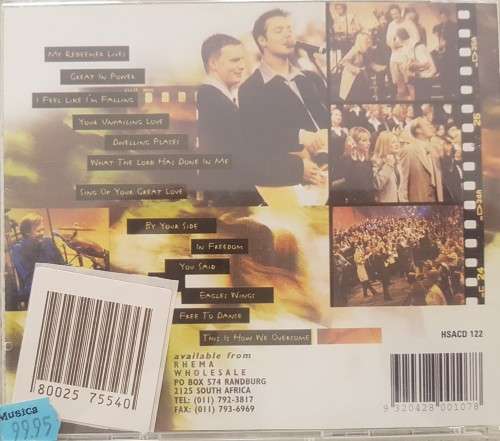 MY REDEEMER LIVES
GREAT IN POWER
I FEEL LIKE I'M FALLING
YOUR UNFAILING LOVE
DWELLING PLACES
WHAT THE LORD HAS DONE IN ME
SING OF YOUR GREAT LOVE
BY YOUR SIDE
IN FREEDOM
YOU SAID
EAGLES WINGS
FREE TO DANCE
THIS IS HOW WE OVERCOME
available from
RHEMA
WHOLESALE
PO BOX 574 RANDBURG
2125 SOUTH AFRICA
TEL: (011) 792-3817
FAX: (011) 793-6969
HSACD 122
9 320428 001078
80025 75540
Musica
99.95